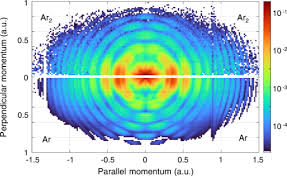 Ar₂ Ar₂
Perpendicular momentum (a.u.)
1
0.5
0
0.5
1
Ar Ar
-1.5 -1 -0.5 0 0.5 1 1.5
Parallel momentum (a.u.)
10⁻¹
10⁻²
10⁻³
10⁻⁴